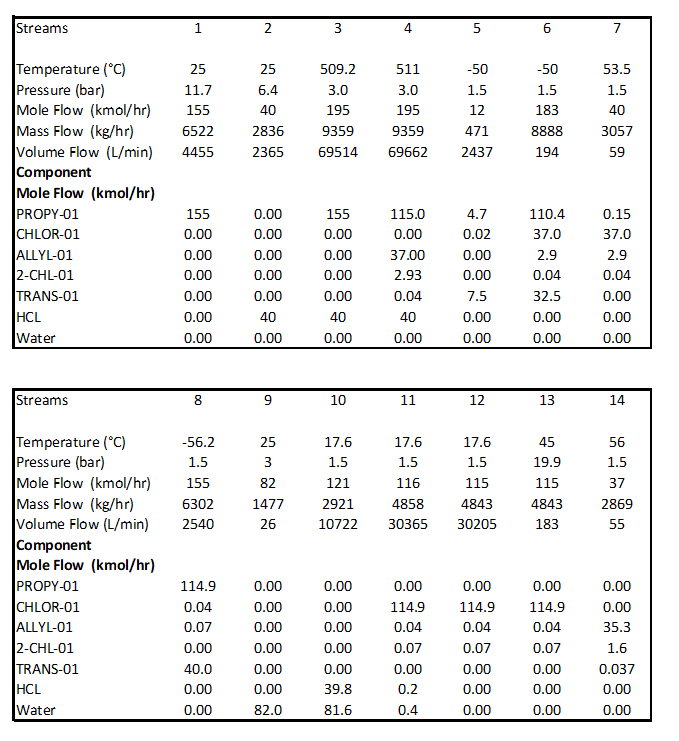 Streams 1 2 3 4 5 6 7
Temperature (°C) 25 25 509.2 511 -50 -50 53.5
Pressure (bar) 11.7 6.4 3.0 3.0 1.5 1.5 1.5
Mole Flow (kmol/hr) 155 40 195 195 12 183 40
Mass Flow (kg/hr) 6522 2836 9359 9359 471 8888 3057
Volume Flow (L/min) 4455 2365 69514 69662 2437 194 59
Component
Mole Flow (kmol/hr)
PROPY-01 155 0.00 155 115.0 4.7 110.4 0.15
CHLOR-01 0.00 0.00 0.00 0.00 0.02 37.0 37.0
ALLYL-01 0.00 0.00 0.00 37.00 0.00 2.9 2.9
2-CHL-01 0.00 0.00 0.00 2.93 0.00 0.04 0.04
TRANS-01 0.00 0.00 0.00 0.04 7.5 32.5 0.00
HCL 0.00 40 40 40 0.00 0.00 0.00
Water 0.00 0.00 0.00 0.00 0.00 0.00 0.00
Streams 8 9 10 11 12 13 14
Temperature (°C) -56.2 25 17.6 17.6 17.6 45 56
Pressure (bar) 1.5 3 1.5 1.5 1.5 19.9 1.5
Mole Flow (kmol/hr) 155 82 121 116 115 115 37
Mass Flow (kg/hr) 6302 1477 2921 4858 4843 4843 2869
Volume Flow (L/min) 2540 26 10722 30365 30205 183 55
Component
Mole Flow (kmol/hr)
PROPY-01 114.9 0.00 0.00 0.00 0.00 0.00 0.00
CHLOR-01 0.04 0.00 0.00 114.9 114.9 114.9 0.00
ALLYL-01 0.07 0.00 0.00 0.04 0.04 0.04 35.3
2-CHL-01 0.00 0.00 0.00 0.07 0.07 0.07 1.6
TRANS-01 40.0 0.00 0.00 0.00 0.00 0.00 0.037
HCL 0.00 0.00 39.8 0.2 0.00 0.00 0.00
Water 0.00 82.0 81.6 0.4 0.00 0.00 0.00